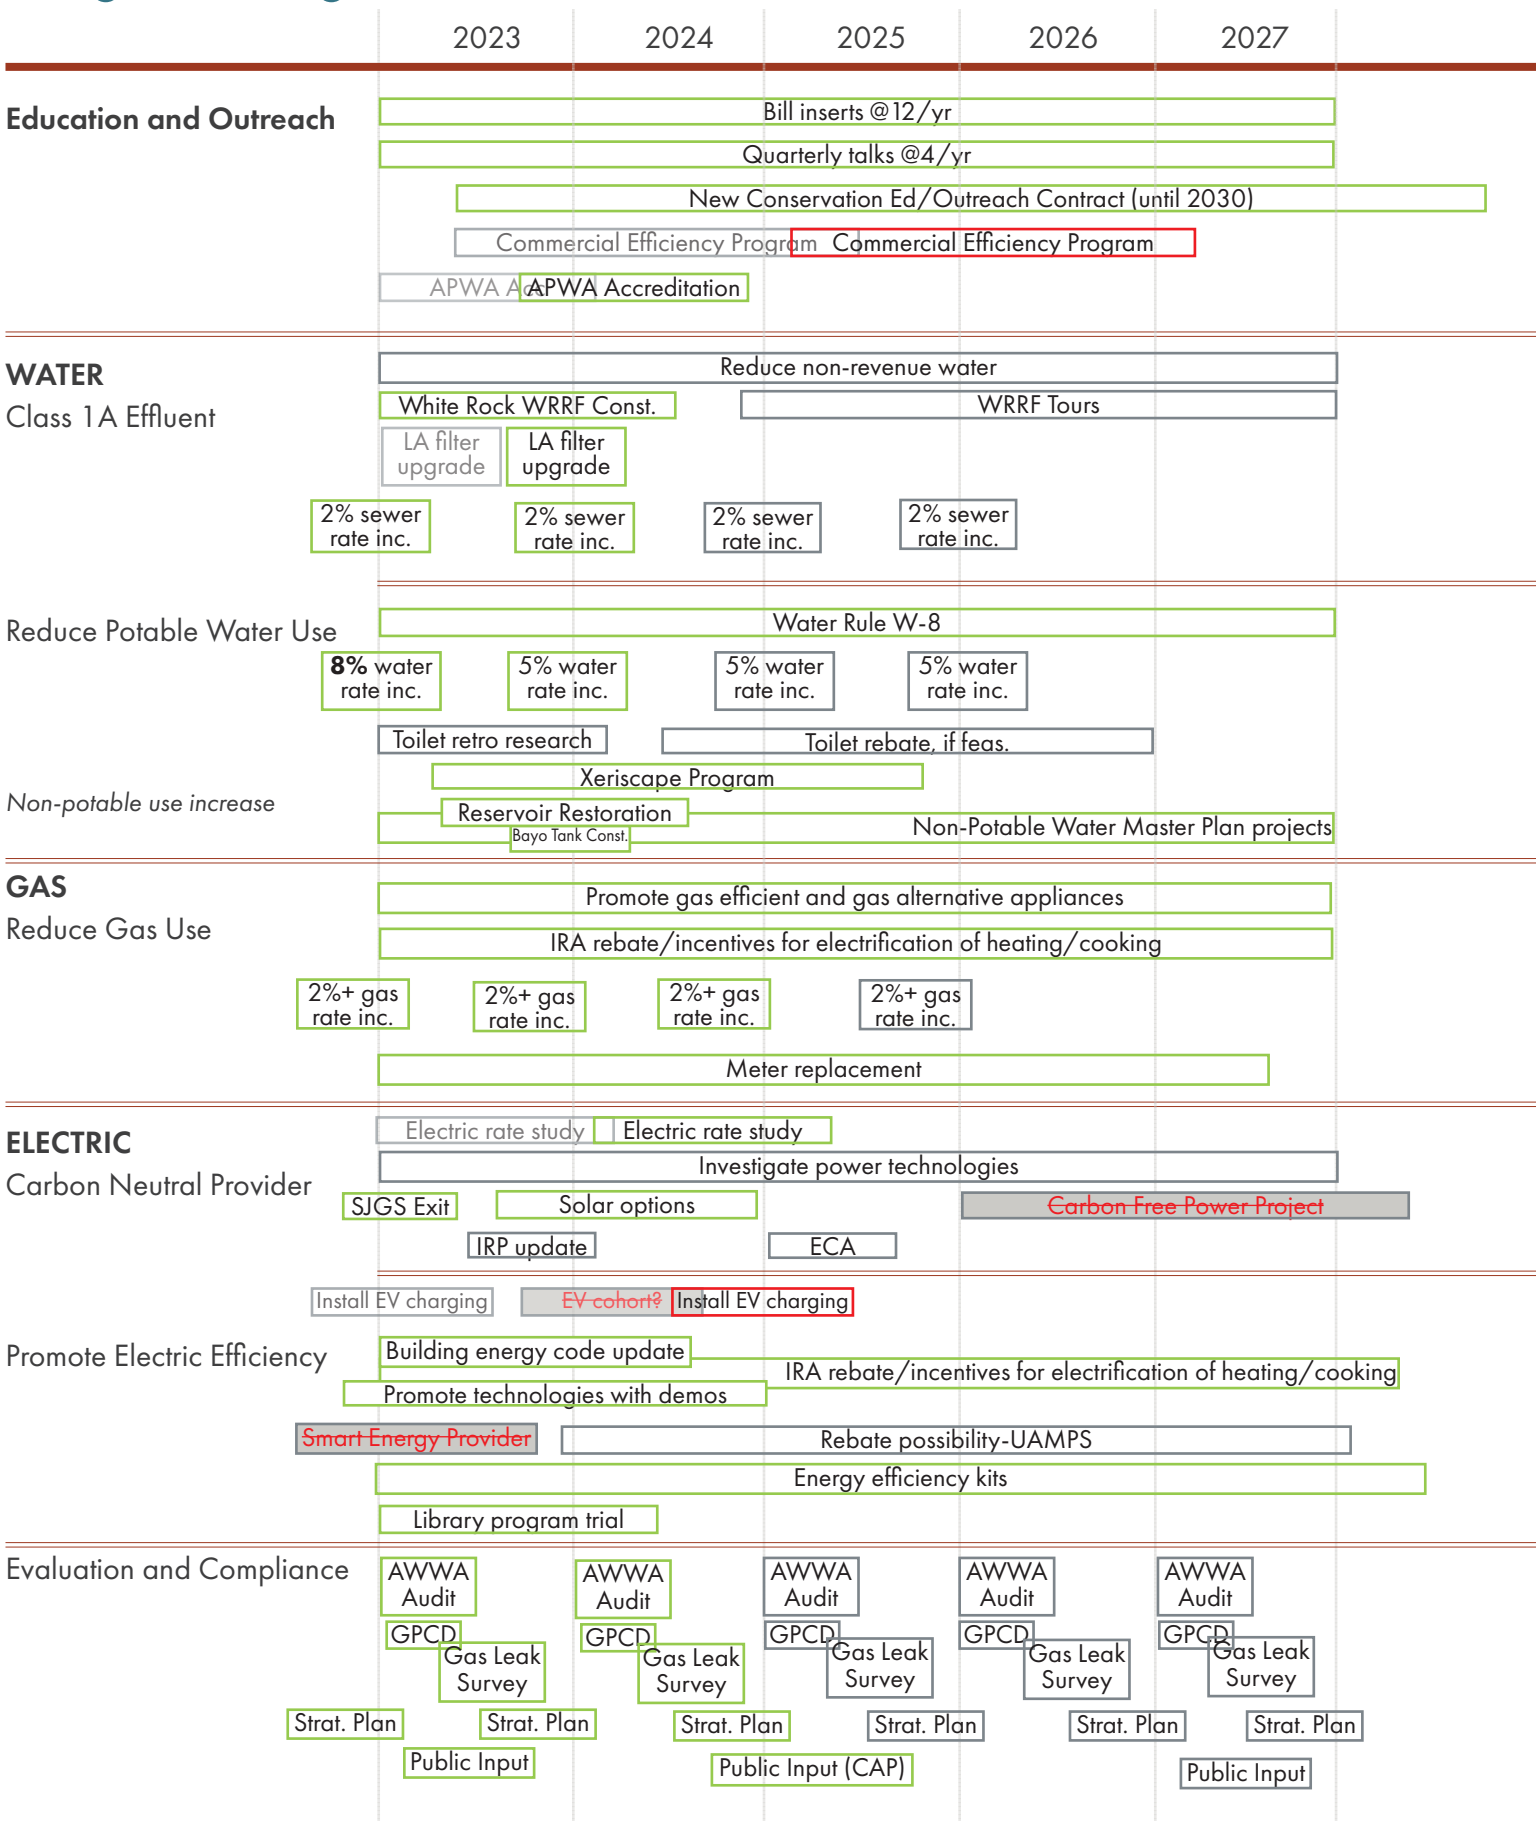 2023 2024 2025 2026 2027
Education and Outreach
Bill inserts @12/yr
Quarterly talks @4/yr
New Conservation Ed/Outreach Contract (until 2030)
Commercial Efficiency Program
Commercial Efficiency Program
APWA Acc
APWA Accreditation
WATER
Class 1A Effluent
Reduce non-revenue water
White Rock WRRF Const.
WRRF Tours
LA filter
upgrade
LA filter
upgrade
2% sewer
rate inc.
2% sewer
rate inc.
2% sewer
rate inc.
2% sewer
rate inc.
Reduce Potable Water Use
Water Rule W-8
8% water
rate inc.
5% water
rate inc.
5% water
rate inc.
5% water
rate inc.
Toilet retro research
Toilet rebate, if feas.
Xeriscape Program
Non-potable use increase
Reservoir Restoration
Bayo Tank Const.
Non-Potable Water Master Plan projects
GAS
Reduce Gas Use
Promote gas efficient and gas alternative appliances
IRA rebate/incentives for electrification of heating/cooking
2%+ gas
rate inc.
2%+ gas
rate inc.
2%+ gas
rate inc.
2%+ gas
rate inc.
Meter replacement
ELECTRIC
Carbon Neutral Provider
Electric rate study
Electric rate study
Investigate power technologies
SJGS Exit
Solar options
Carbon Free Power Project
IRP update
ECA
Install EV charging
EV cohort?
Install EV charging
Promote Electric Efficiency
Building energy code update
IRA rebate/incentives for electrification of heating/cooking
Promote technologies with demos
Smart Energy Provider
Rebate possibility-UAMPS
Energy efficiency kits
Library program trial
Evaluation and Compliance
AWWA
Audit
AWWA
Audit
AWWA
Audit
AWWA
Audit
AWWA
Audit
GPCD
GPCD
GPCD
GPCD
GPCD
Gas Leak
Survey
Gas Leak
Survey
Gas Leak
Survey
Gas Leak
Survey
Gas Leak
Survey
Strat. Plan
Strat. Plan
Strat. Plan
Strat. Plan
Strat. Plan
Strat. Plan
Public Input
Public Input (CAP)
Public Input